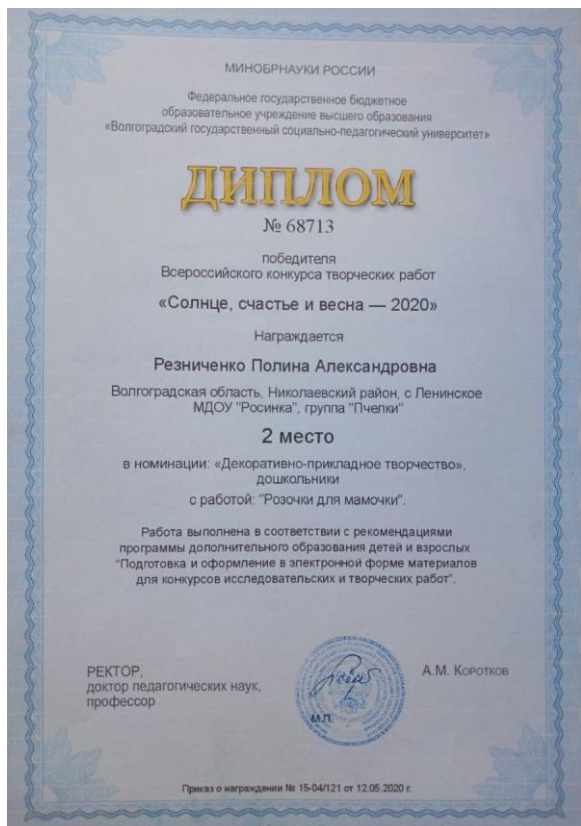 МИНОБРНАУКИ РОССИИ
Федеральное государственное бюджетное
образовательное учреждение высшего образования
«Волгоградский государственный социально-педагогический университет»
ДИПЛОМ
№ 68713
победителя
Всероссийского конкурса творческих работ
«Солнце, счастье и весна — 2020»
Награждается
Резниченко Полина Александровна
Волгоградская область, Николаевский район, с Ленинское
МДОУ "Росинка", группа "Пчелки"
2 место
в номинации: «Декоративно-прикладное творчество»,
дошкольники
с работой: "Розочки для мамочки".
Работа выполнена в соответствии с рекомендациями
программы дополнительного образования детей и взрослых
"Подготовка и оформление в электронной форме материалов
для конкурсов исследовательских и творческих работ".
РЕКТОР,
доктор педагогических наук,
профессор
М.П.
А.М. Коротков
Приказ о награждении № 15-04/121 от 12.05.2020 г.